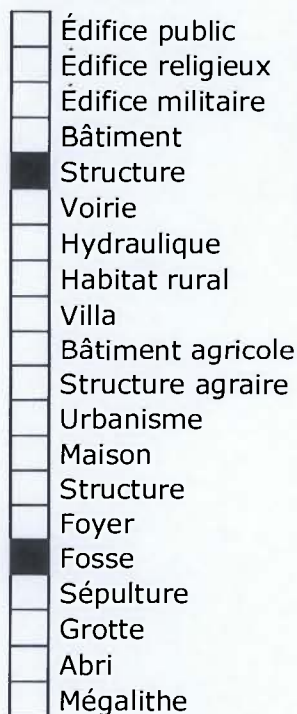 Édifice public
Édifice religieux
Édifice militaire
Bâtiment
Structure
Voirie
Hydraulique
Habitat rural
Villa
Bâtiment agricole
Structure agraire
Urbanisme
Maison
Structure
Foyer
Fosse
Sépulture
Grotte
Abri
Mégalithe